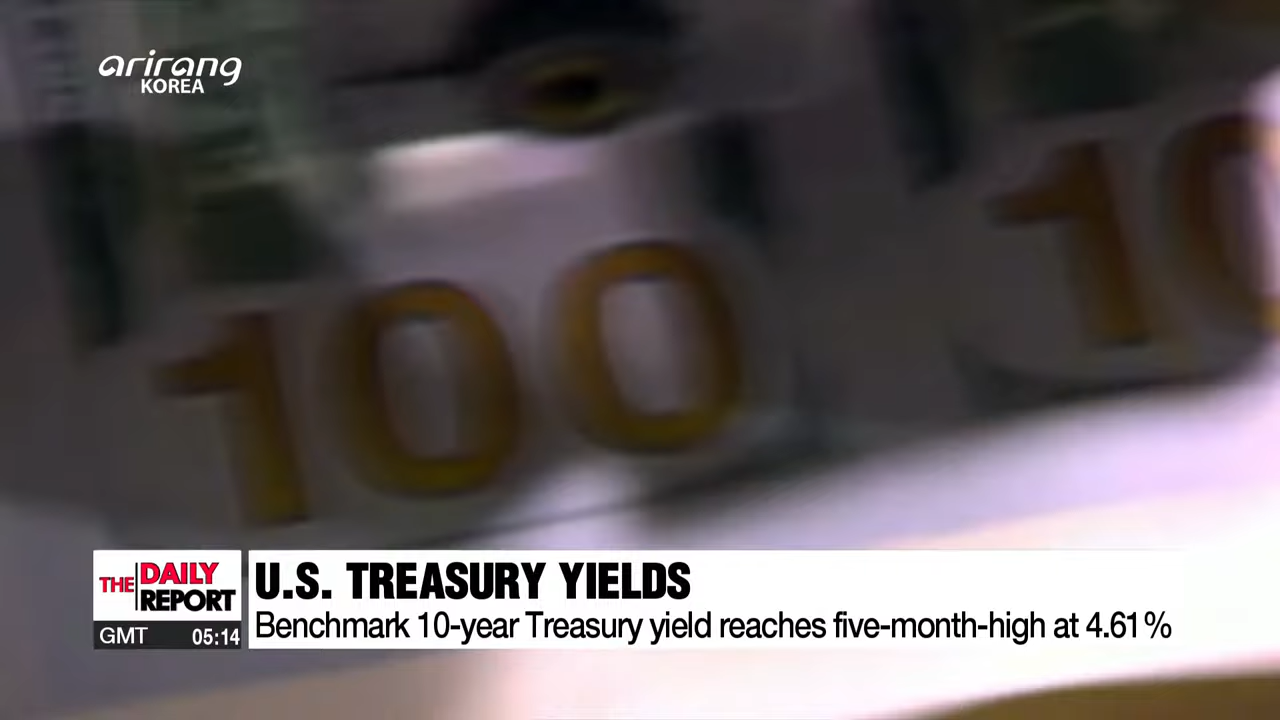 arirang
KOREA
100
10
THE DAILY
REPORT
GMT 05:14
U.S. TREASURY YIELDS
Benchmark 10-year Treasury yield reaches five-month-high at 4.61%